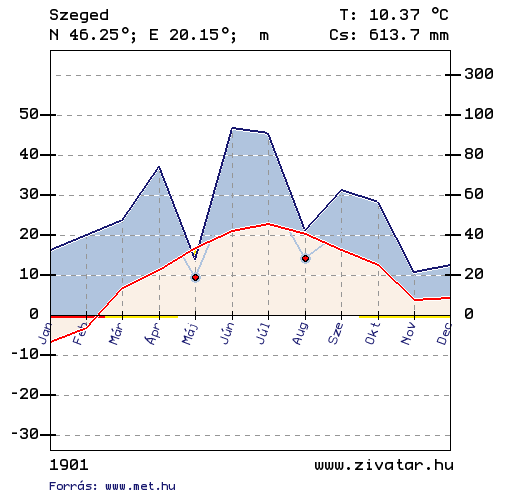 Szeged T: 10.37 °C
N 46.25°; E 20.15°; m Cs: 613.7 mm
300
50 100
40 80
30 60
20 40
10 20
0 0
Jan Feb Már Ápr Máj Jún Júl Aug Sze Okt Nov Dec
-10
-20
-30
1901 www.zivatar.hu
Forrás: www.met.hu